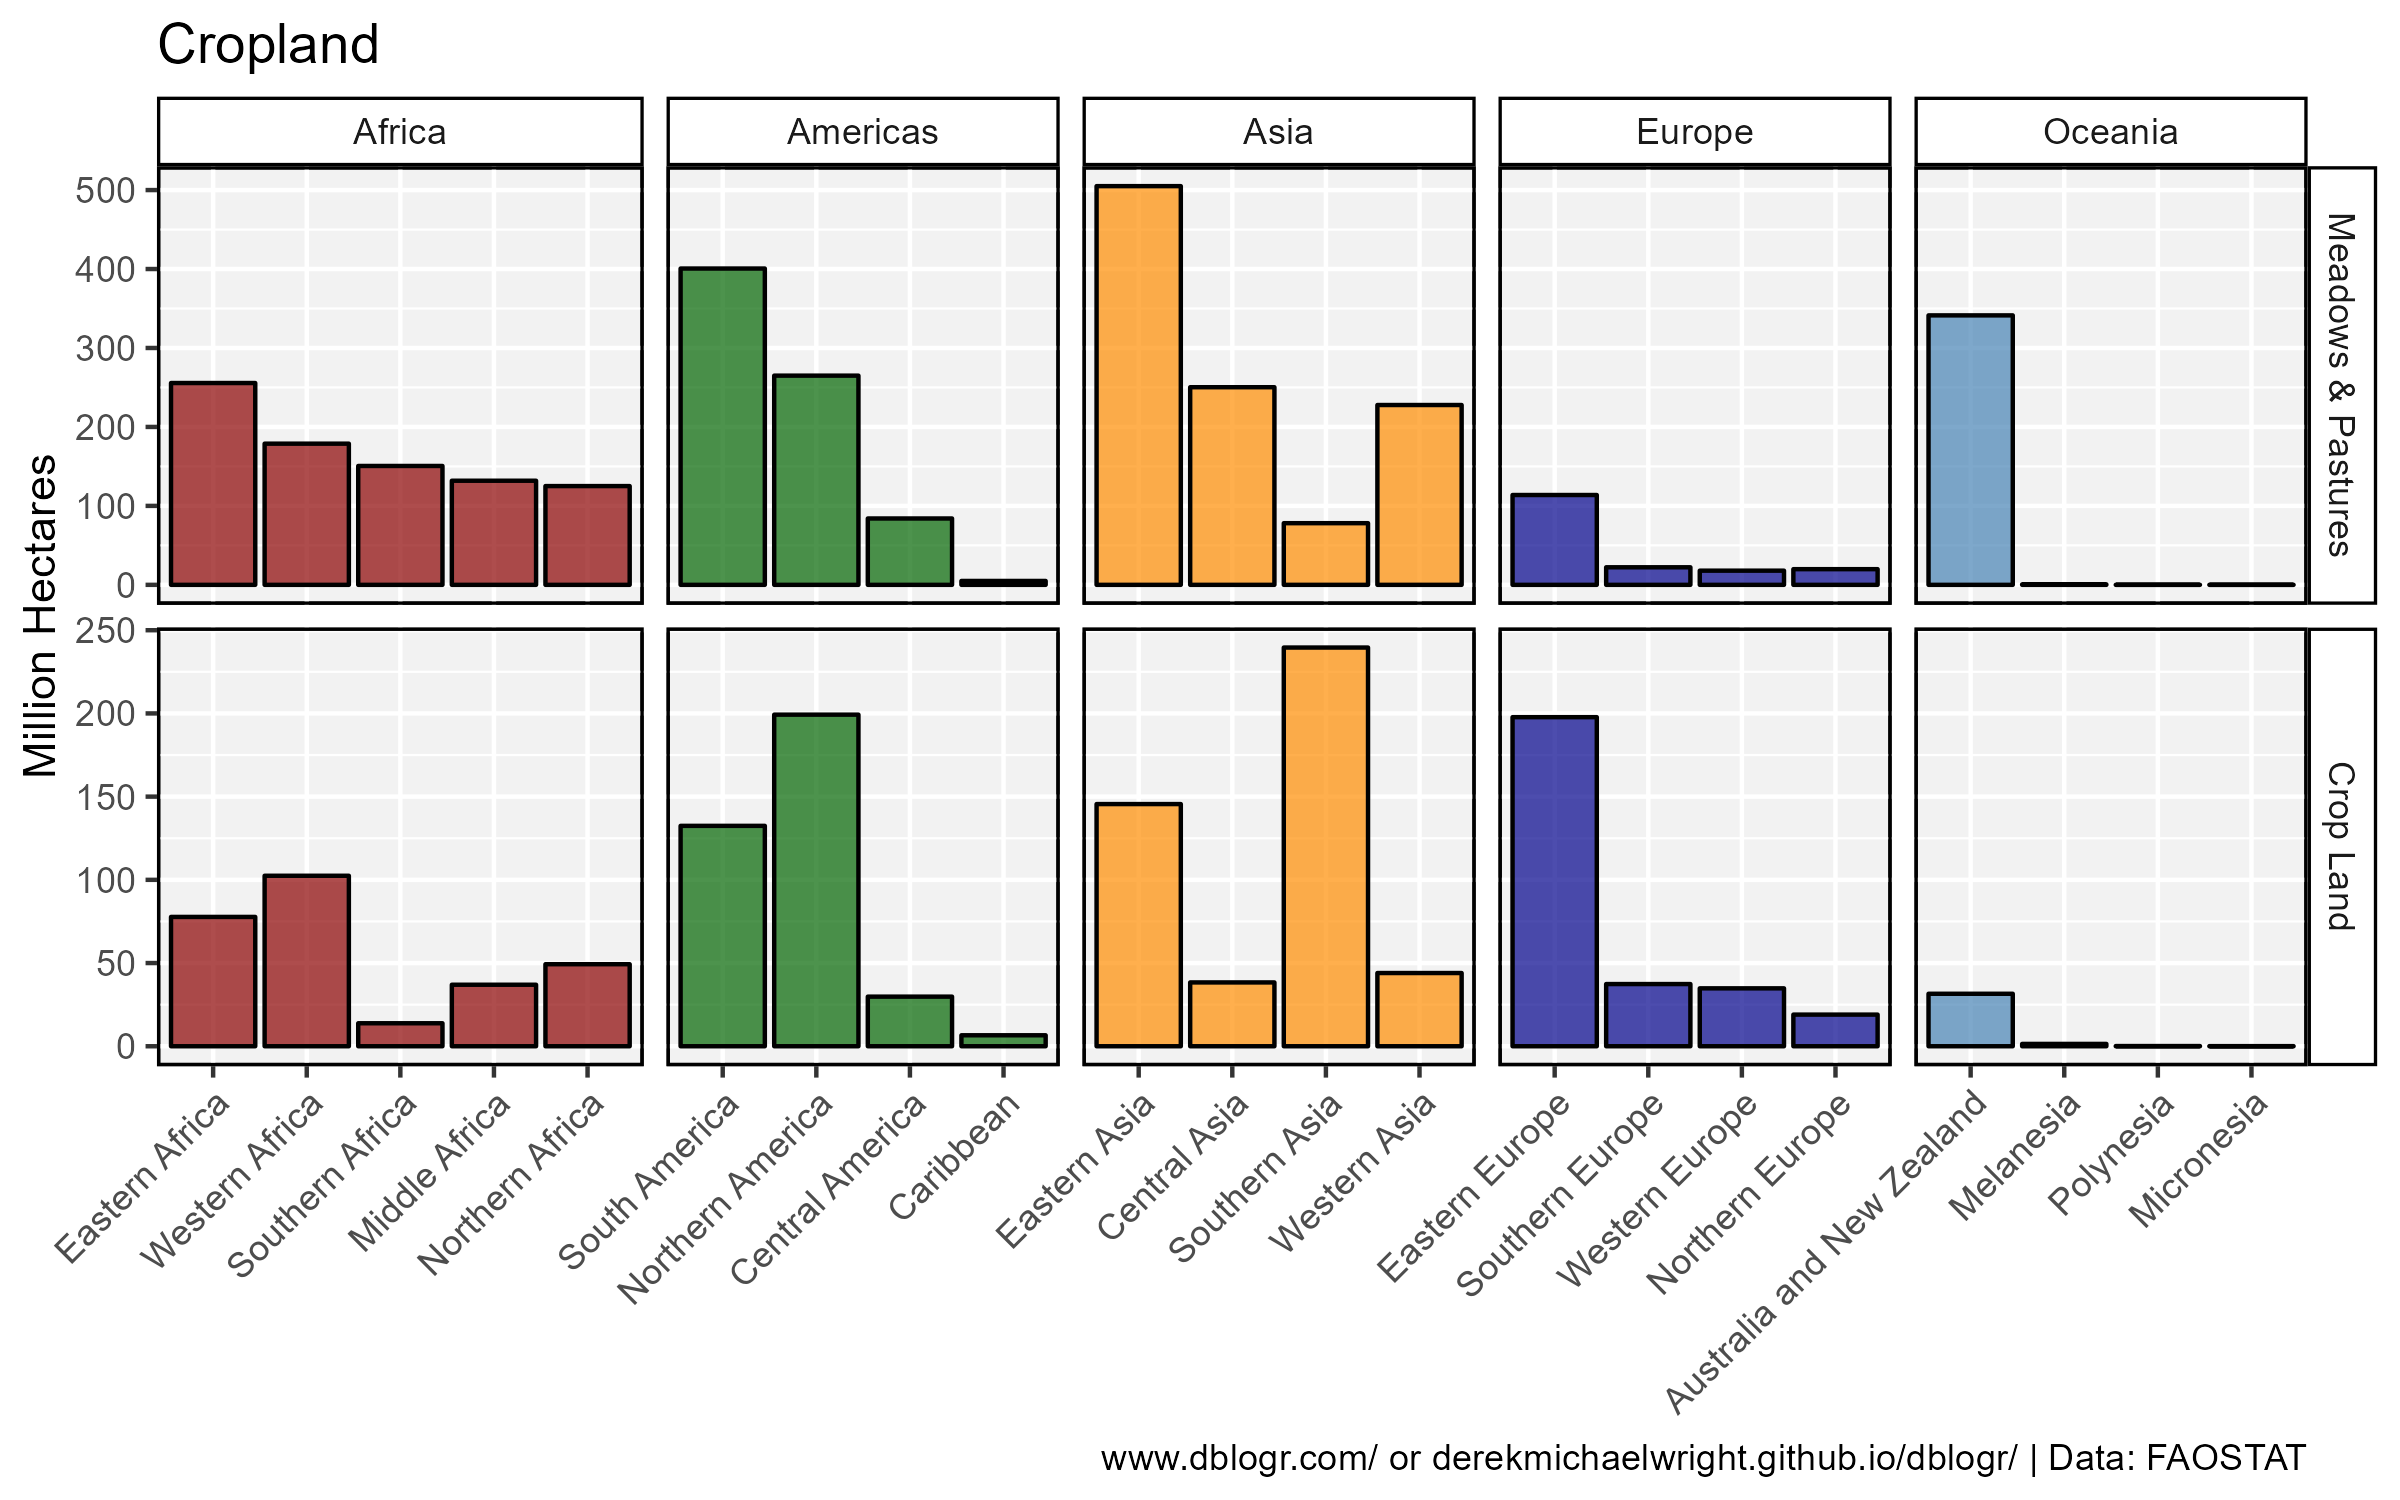 Cropland
Africa
Americas
Asia
Europe
Oceania
Million Hectares
500
400
300
200
100
0
Meadows & Pastures
250
200
150
100
50
0
Crop Land
Eastern Africa
Western Africa
Southern Africa
Middle Africa
Northern Africa
South America
Northern America
Central America
Caribbean
Eastern Asia
Central Asia
Southern Asia
Western Asia
Eastern Europe
Southern Europe
Western Europe
Northern Europe
Australia and New Zealand
Melanesia
Polynesia
Micronesia
www.dblogr.com/ or derekmichaelwright.github.io/dblogr/ | Data: FAOSTAT